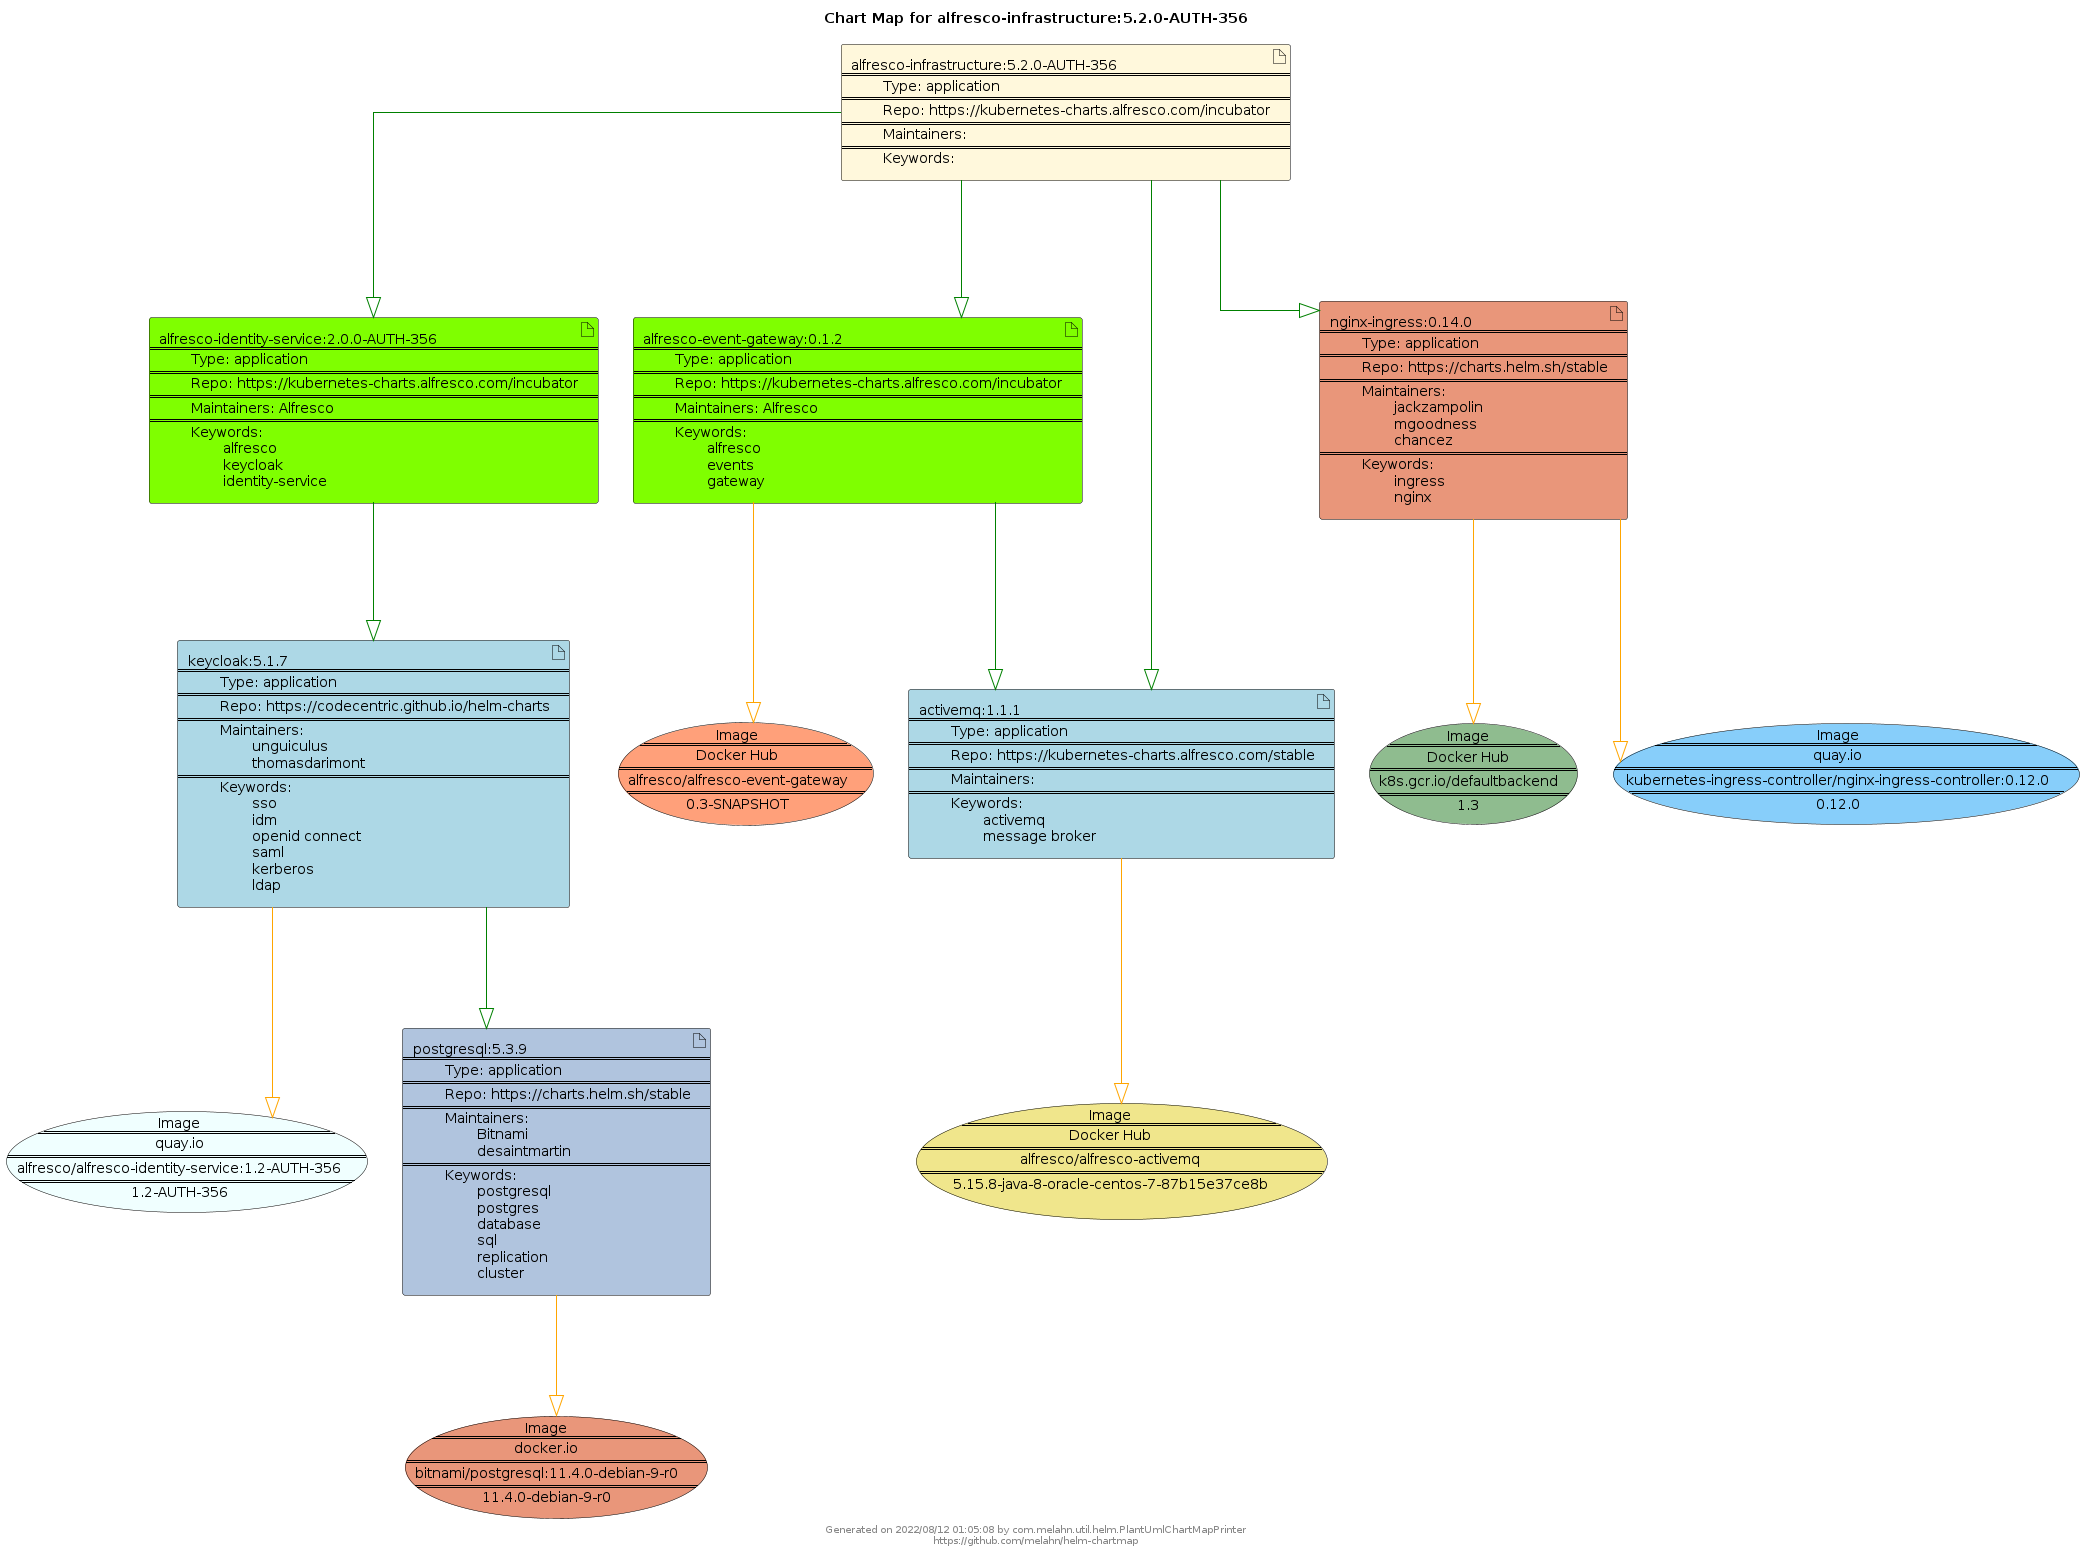 Chart Map for alfresco-infrastructure:5.2.0-AUTH-356
alfresco-infrastructure:5.2.0-AUTH-356
Type: application
Repo: https://kubernetes-charts.alfresco.com/incubator
Maintainers:
Keywords:
alfresco-identity-service:2.0.0-AUTH-356
Type: application
Repo: https://kubernetes-charts.alfresco.com/incubator
Maintainers: Alfresco
Keywords:
alfresco
keycloak
identity-service
alfresco-event-gateway:0.1.2
Type: application
Repo: https://kubernetes-charts.alfresco.com/incubator
Maintainers: Alfresco
Keywords:
alfresco
events
gateway
nginx-ingress:0.14.0
Type: application
Repo: https://charts.helm.sh/stable
Maintainers:
jackzampolin
mgoodness
chancez
Keywords:
ingress
nginx
keycloak:5.1.7
Type: application
Repo: https://codecentric.github.io/helm-charts
Maintainers:
unguiculus
thomasdarimont
Keywords:
sso
idm
openid connect
saml
kerberos
ldap
Image
Docker Hub
alfresco/alfresco-event-gateway
0.3-SNAPSHOT
activemq:1.1.1
Type: application
Repo: https://kubernetes-charts.alfresco.com/stable
Maintainers:
Keywords:
activemq
message broker
Image
Docker Hub
k8s.gcr.io/defaultbackend
1.3
Image
quay.io
kubernetes-ingress-controller/nginx-ingress-controller:0.12.0
0.12.0
Image
quay.io
alfresco/alfresco-identity-service:1.2-AUTH-356
1.2-AUTH-356
postgresql:5.3.9
Type: application
Repo: https://charts.helm.sh/stable
Maintainers:
Bitnami
desaintmartin
Keywords:
postgresql
postgres
database
sql
replication
cluster
Image
Docker Hub
alfresco/alfresco-activemq
5.15.8-java-8-oracle-centos-7-87b15e37ce8b
Image
docker.io
bitnami/postgresql:11.4.0-debian-9-r0
11.4.0-debian-9-r0
Generated on 2022/08/12 01:05:08 by com.melahn.util.helm.PlantUmlChartMapPrinter
https://github.com/melahn/helm-chartmap